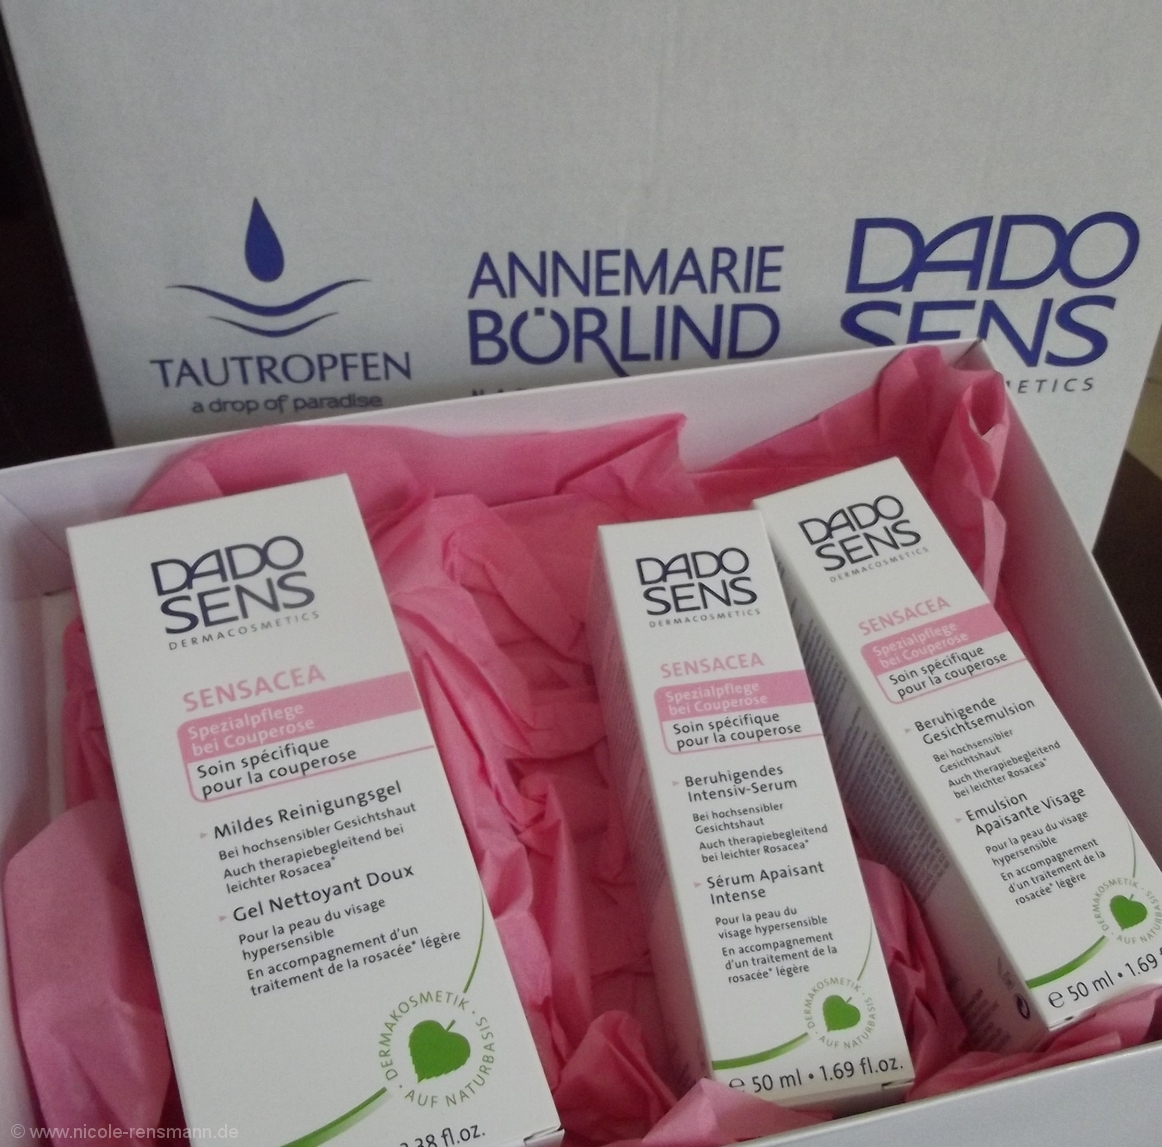 TAUTROPFEN
a drop of paradise
ANNEMARIE
BÖRLIND
DADO
SENS
DADO
SENS
DERMACOSMETICS
SENSACEA
Spezialpflege
bei Couperose
Soin spécifique
pour la couperose
Mildes Reinigungsgel
Bei hochsensibler Gesichtshaut
Auch therapiebegleitend bei
leichter Rosacea*
Gel Nettoyant Doux
Pour la peau du visage
hypersensible
En accompagnement d'un
traitement de la rosacée* légère
DERMAKOSMETIK · AUF NATURBASIS ·
fl.oz.
DADO
SENS
DERMACOSMETICS
SENSACEA
Spezialpflege
bei Couperose
Soin spécifique
pour la couperose
Beruhigendes
Intensiv-Serum
Bei hochsensibler
Gesichtshaut
Auch therapiebegleitend
bei leichter Rosacea*
Sérum Apaisant
Intense
Pour la peau du
visage hypersensible
En accompagnement
d'un traitement de la
rosacée* légère
DERMAKOSMETIK · AUF NATURBASIS ·
℮ 50 ml • 1.69 fl.oz.
DADO
SENS
DERMACOSMETICS
SENSACEA
Spezialpflege
bei Couperose
Soin spécifique
pour la couperose
Beruhigende
Gesichtsemulsion
Bei hochsensibler
Gesichtshaut
Auch therapiebegleitend
bei leichter Rosacea*
Emulsion
Apaisante Visage
Pour la peau du visage
hypersensible
En accompagnement
d'un traitement de la
rosacée* légère
DERMAKOSMETIK · AUF
℮ 50 ml • 1.69
© www.nicole-rensmann.de